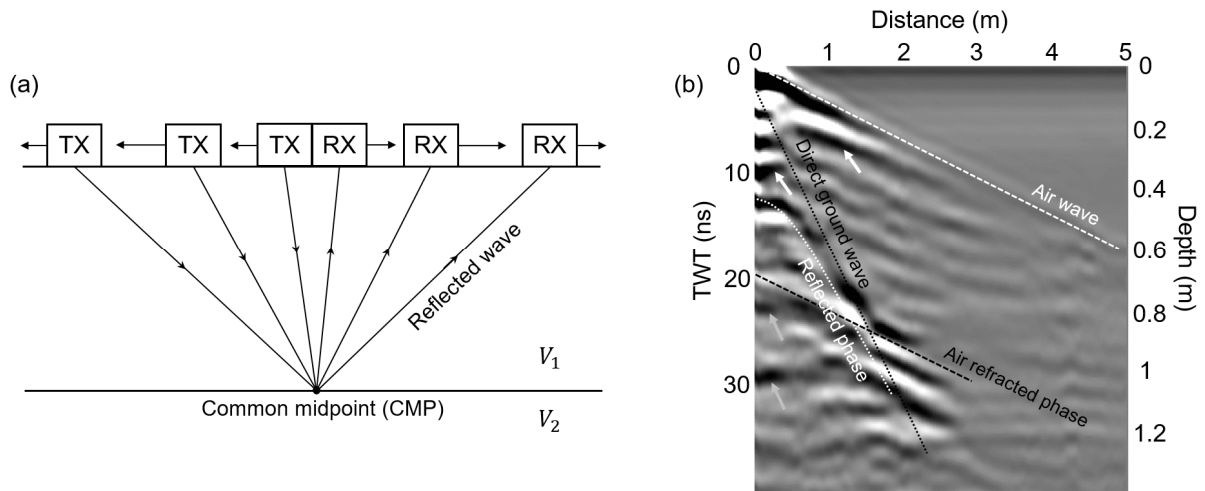 (a)
TX
TX
TX
RX
RX
RX
Reflected wave
V₁
Common midpoint (CMP)
V₂
(b)
Distance (m)
0 1 2 3 4 5
TWT (ns)
0
10
20
30
Depth (m)
0
0.2
0.4
0.6
0.8
1
1.2
Air wave
Direct ground wave
Reflected phase
Air refracted phase